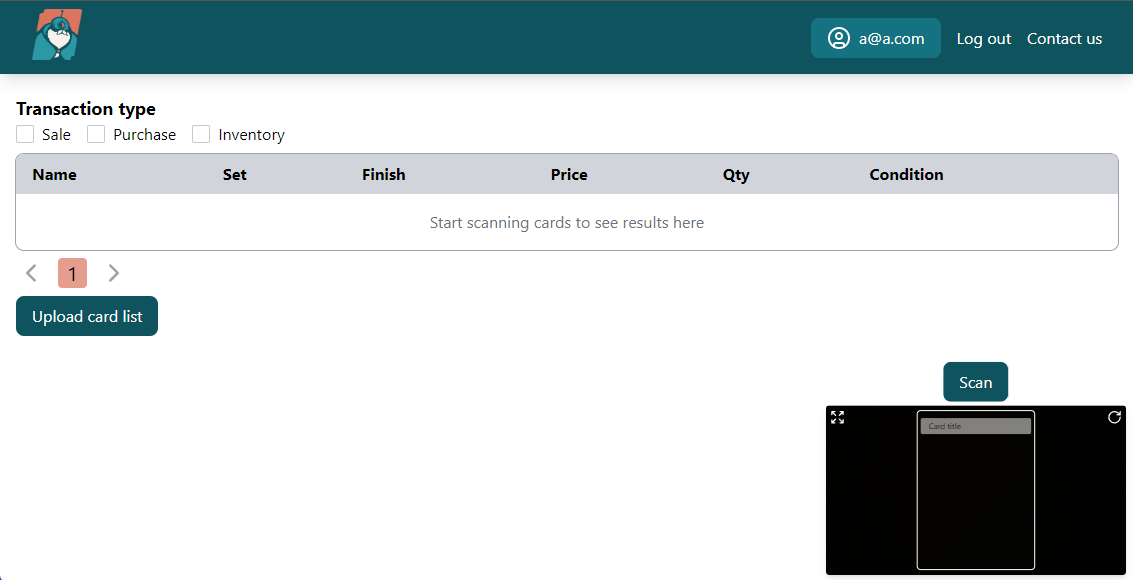 a@a.com Log out Contact us
Transaction type
Sale Purchase Inventory
Name Set Finish Price Qty Condition
Start scanning cards to see results here
1
Upload card list
Scan
Card title